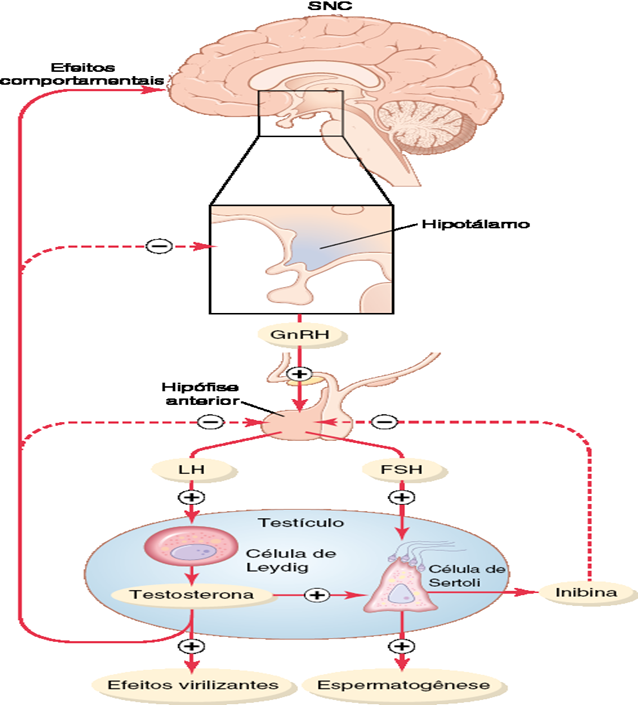 SNC
Efeitos
comportamentais
Hipotálamo
−
GnRH
+
Hipófise
anterior
−
−
LH
FSH
+
+
Testículo
Célula de
Leydig
Célula de
Sertoli
Testosterona
+
Inibina
+
+
Efeitos virilizantes
Espermatogênese